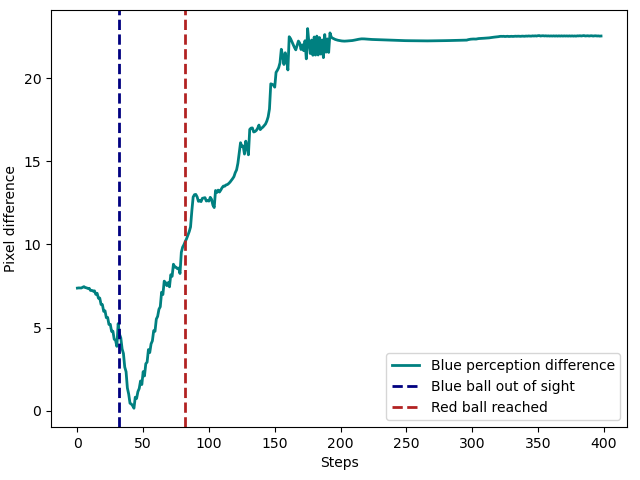 Pixel difference
20
15
10
5
0
0 50 100 150 200 250 300 350 400
Steps
Blue perception difference
Blue ball out of sight
Red ball reached